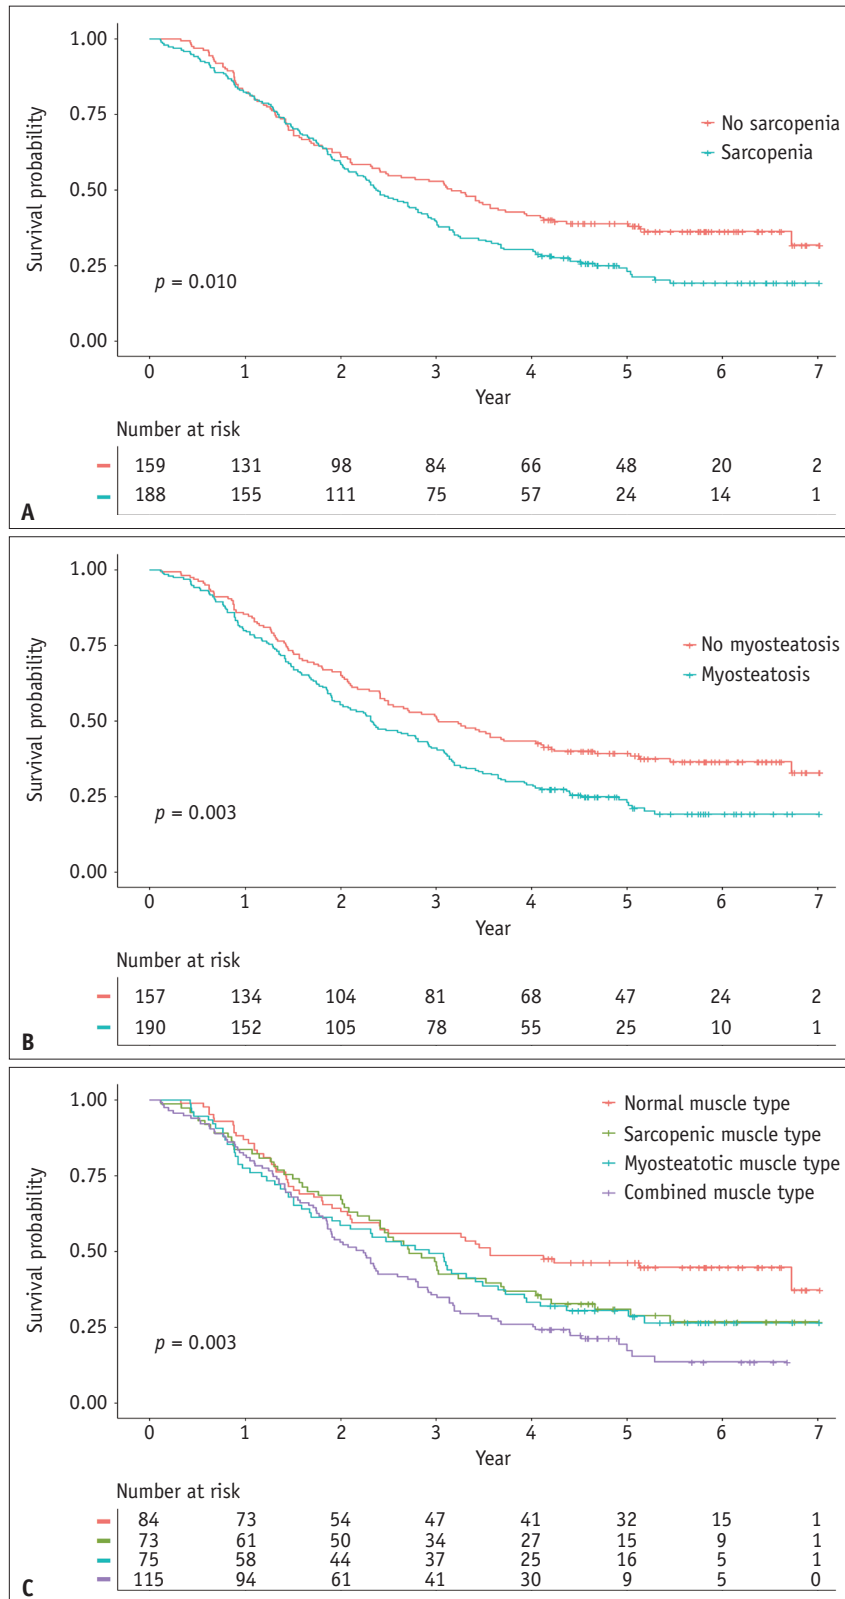 1.00
0.75
0.50
0.25
0.00
Survival probability
No sarcopenia
Sarcopenia
p = 0.010
0 1 2 3 4 5 6 7
Year
Number at risk
159 131 98 84 66 48 20 2
188 155 111 75 57 24 14 1
A
1.00
0.75
0.50
0.25
0.00
Survival probability
No myosteatosis
Myosteatosis
p = 0.003
0 1 2 3 4 5 6 7
Year
Number at risk
157 134 104 81 68 47 24 2
190 152 105 78 55 25 10 1
B
1.00
0.75
0.50
0.25
0.00
Survival probability
Normal muscle type
Sarcopenic muscle type
Myosteatotic muscle type
Combined muscle type
p = 0.003
0 1 2 3 4 5 6 7
Year
Number at risk
84 73 54 47 41 32 15 1
73 61 50 34 27 15 9 1
75 58 44 37 25 16 5 1
115 94 61 41 30 9 5 0
C